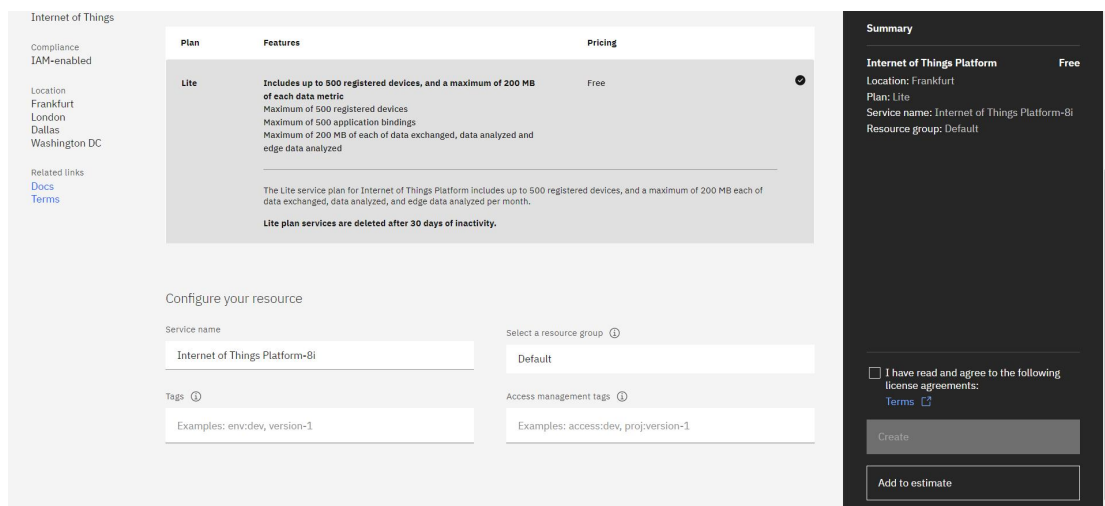 Internet of Things
Compliance
IAM-enabled
Location
Frankfurt
London
Dallas
Washington DC
Related links
Docs
Terms
Plan Features Pricing
Lite Includes up to 500 registered devices, and a maximum of 200 MB Free
of each data metric
Maximum of 500 registered devices
Maximum of 500 application bindings
Maximum of 200 MB of each of data exchanged, data analyzed and
edge data analyzed
The Lite service plan for Internet of Things Platform includes up to 500 registered devices, and a maximum of 200 MB each of
data exchanged, data analyzed, and edge data analyzed per month.
Lite plan services are deleted after 30 days of inactivity.
Configure your resource
Service name
Internet of Things Platform-8i
Select a resource group
Default
Tags
Examples: env:dev, version-1
Access management tags
Examples: access:dev, proj:version-1
Summary
Internet of Things Platform Free
Location: Frankfurt
Plan: Lite
Service name: Internet of Things Platform-8i
Resource group: Default
I have read and agree to the following
license agreements:
Terms
Create
Add to estimate